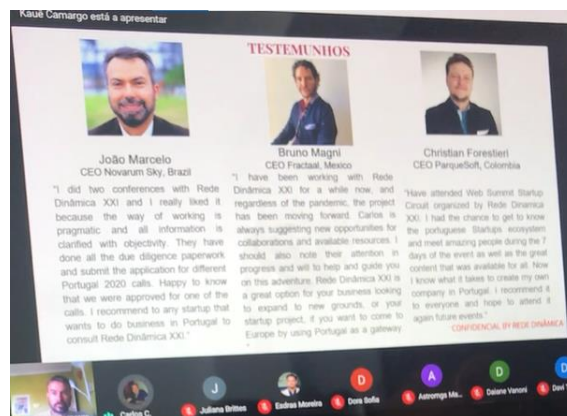 Kauê Camargo está a apresentar
TESTEMUNHOS
João Marcelo
CEO Novarum Sky, Brazil
"I did two conferences with Rede
Dinâmica XXI and I really liked it
because the way of working is
pragmatic and all information is
clarified with objectivity. They have
done all the due diligence paperwork
and submit the application for different
Portugal 2020 calls. Happy to know
that we were approved for one of the
calls. I recommend to any startup that
wants to do business in Portugal to
consult Rede Dinâmica XXI."
Bruno Magni
CEO Fractaal, Mexico
"I have been working with Rede
Dinâmica XXI for a while now, and
regardless of the pandemic, the project
has been moving forward. Carlos is
always suggesting new opportunities for
collaborations and available resources. I
should also note their attention in
progress and will to help and guide you
on this adventure. Rede Dinâmica XXI is
a great option for your business looking
to expand to new grounds, or your
startup project, if you want to come to
Europe by using Portugal as a gateway
"
Christian Forestieri
CEO ParqueSoft, Colombia
"Have attended Web Summit Startup
Circuit organized by Rede Dinamica
XXI. I had the chance to get to know
the portuguese Startups ecosystem
and meet amazing people during the 7
days of the event as well as the great
content that was available for all. Now
I know what it takes to create my own
company in Portugal. I recommend it
to everyone and hope to attend it
again future events."
CONFIDENCIAL BY REDE DINÂMICA
Carlos C.
J
Juliana Brittes
Esdras Moreira
D
Dora Sofia
A
Astromga Ma...
D
Daiane Vanoni
D
Davi